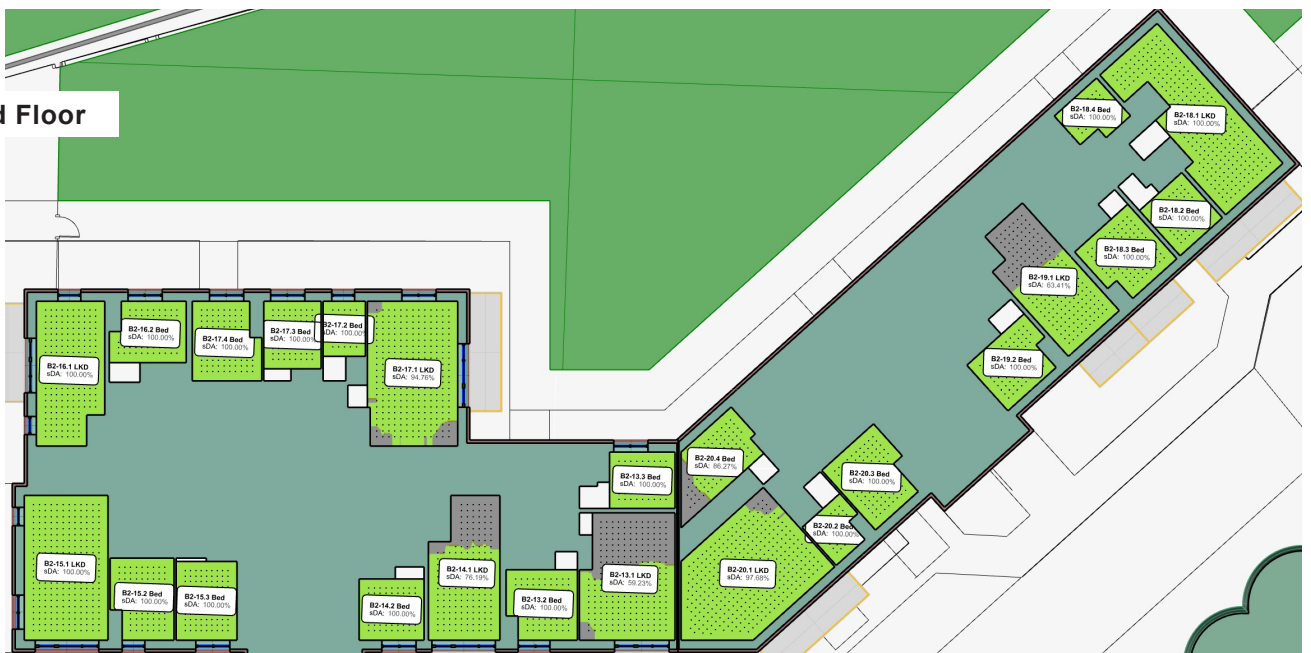 d Floor
B2-18.4 Bed
sDA: 100.00%
B2-18.1 LKD
sDA: 100.00%
B2-18.2 Bed
sDA: 100.00%
B2-18.3 Bed
sDA: 100.00%
B2-19.1 LKD
sDA: 63.41%
B2-19.2 Bed
sDA: 100.00%
B2-16.2 Bed
sDA: 100.00%
B2-17.4 Bed
sDA: 100.00%
B2-17.3 Bed
sDA: 100.00%
B2-17.2 Bed
sDA: 100.00%
B2-16.1 LKD
sDA: 100.00%
B2-17.1 LKD
sDA: 94.76%
B2-20.4 Bed
sDA: 86.27%
B2-20.3 Bed
sDA: 100.00%
B2-13.3 Bed
sDA: 100.00%
B2-20.2 Bed
sDA: 100.00%
B2-15.1 LKD
sDA: 100.00%
B2-15.2 Bed
sDA: 100.00%
B2-15.3 Bed
sDA: 100.00%
B2-14.2 Bed
sDA: 100.00%
B2-14.1 LKD
sDA: 76.19%
B2-13.2 Bed
sDA: 100.00%
B2-13.1 LKD
sDA: 59.23%
B2-20.1 LKD
sDA: 97.68%